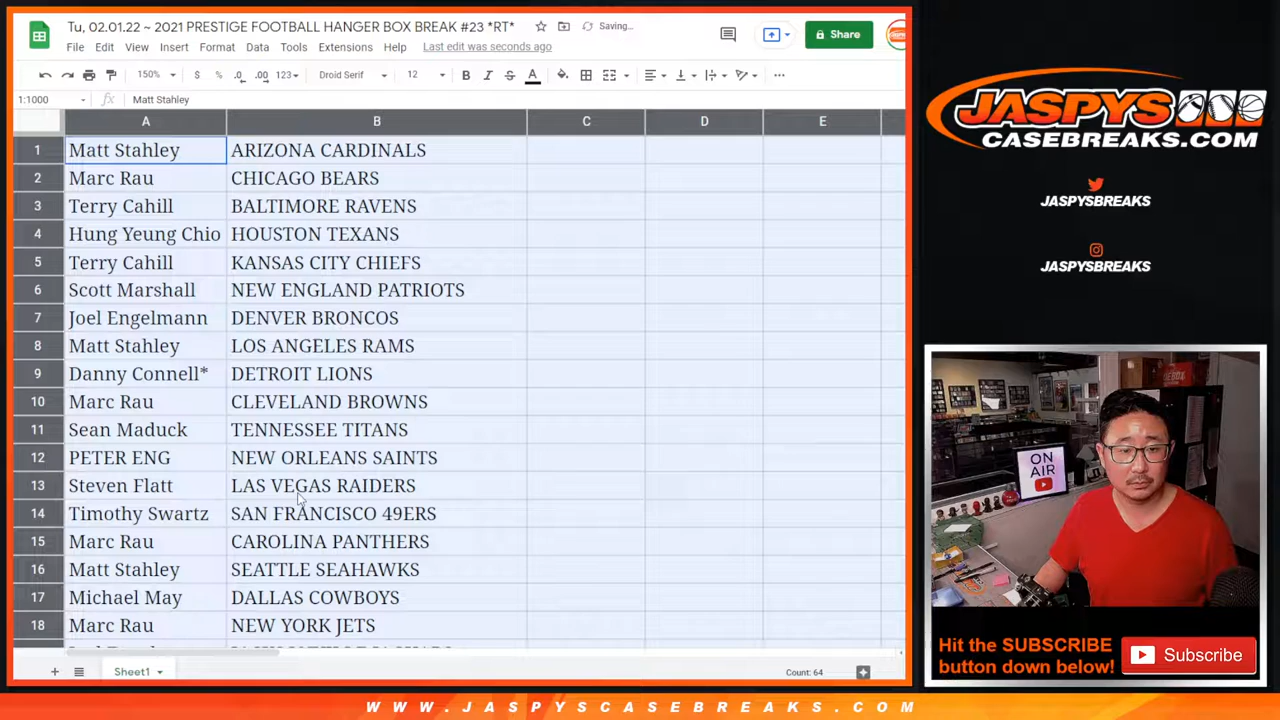 Tu, 02.01.22 ~ 2021 PRESTIGE FOOTBALL HANGER BOX BREAK #23 *RT*
Saving...
File Edit View Insert Format Data Tools Extensions Help Last edit was seconds ago
Share
150% $ % .0 .00 123 Droid Serif 12 B I S A
1:1000 fx Matt Stahley
A B C D E
1 Matt Stahley ARIZONA CARDINALS
2 Marc Rau CHICAGO BEARS
3 Terry Cahill BALTIMORE RAVENS
4 Hung Yeung Chio HOUSTON TEXANS
5 Terry Cahill KANSAS CITY CHIEFS
6 Scott Marshall NEW ENGLAND PATRIOTS
7 Joel Engelmann DENVER BRONCOS
8 Matt Stahley LOS ANGELES RAMS
9 Danny Connell* DETROIT LIONS
10 Marc Rau CLEVELAND BROWNS
11 Sean Maduck TENNESSEE TITANS
12 PETER ENG NEW ORLEANS SAINTS
13 Steven Flatt LAS VEGAS RAIDERS
14 Timothy Swartz SAN FRANCISCO 49ERS
15 Marc Rau CAROLINA PANTHERS
16 Matt Stahley SEATTLE SEAHAWKS
17 Michael May DALLAS COWBOYS
18 Marc Rau NEW YORK JETS
Sheet1
Count: 64
JASPYS
CASEBREAKS.COM
JASPYSBREAKS
JASPYSBREAKS
ON
AIR
Hit the SUBSCRIBE
button down below!
Subscribe
WWW.JASPYSCASEBREAKS.COM